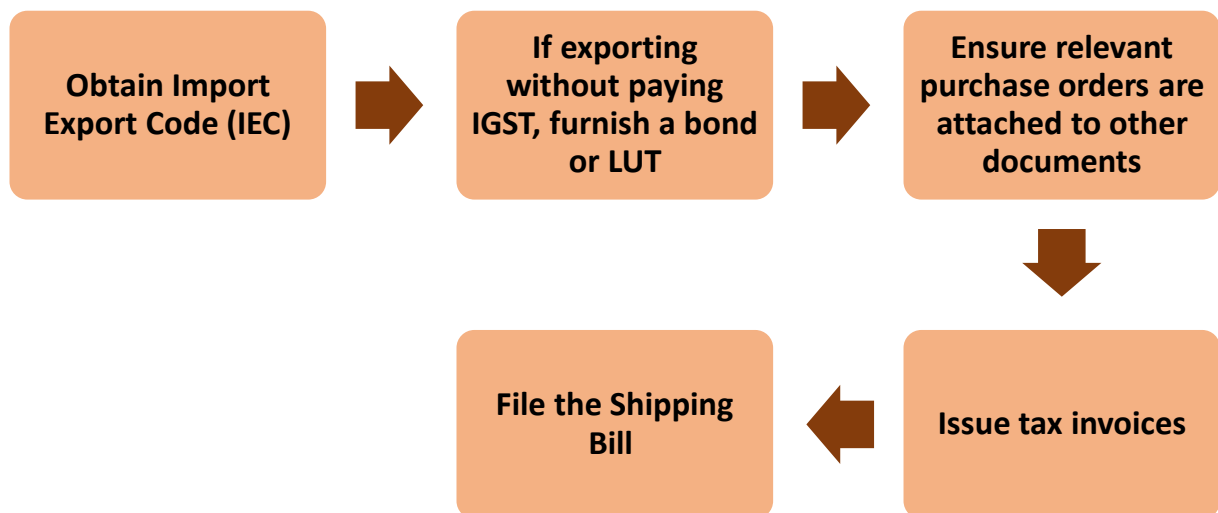 Obtain Import
Export Code (IEC)
If exporting
without paying
IGST, furnish a bond
or LUT
Ensure relevant
purchase orders are
attached to other
documents
Issue tax invoices
File the Shipping
Bill